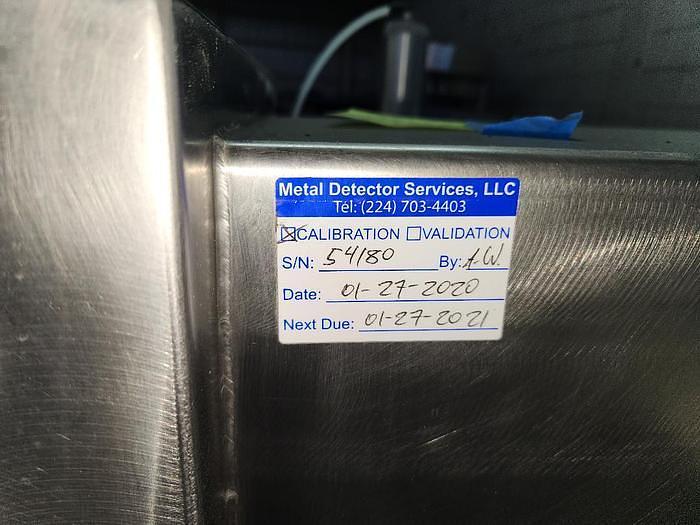 Metal Detector Services, LLC
Tel: (224) 703-4403
☒CALIBRATION ☐VALIDATION
S/N: 54180 By: A.W.
Date: 01-27-2020
Next Due: 01-27-2021